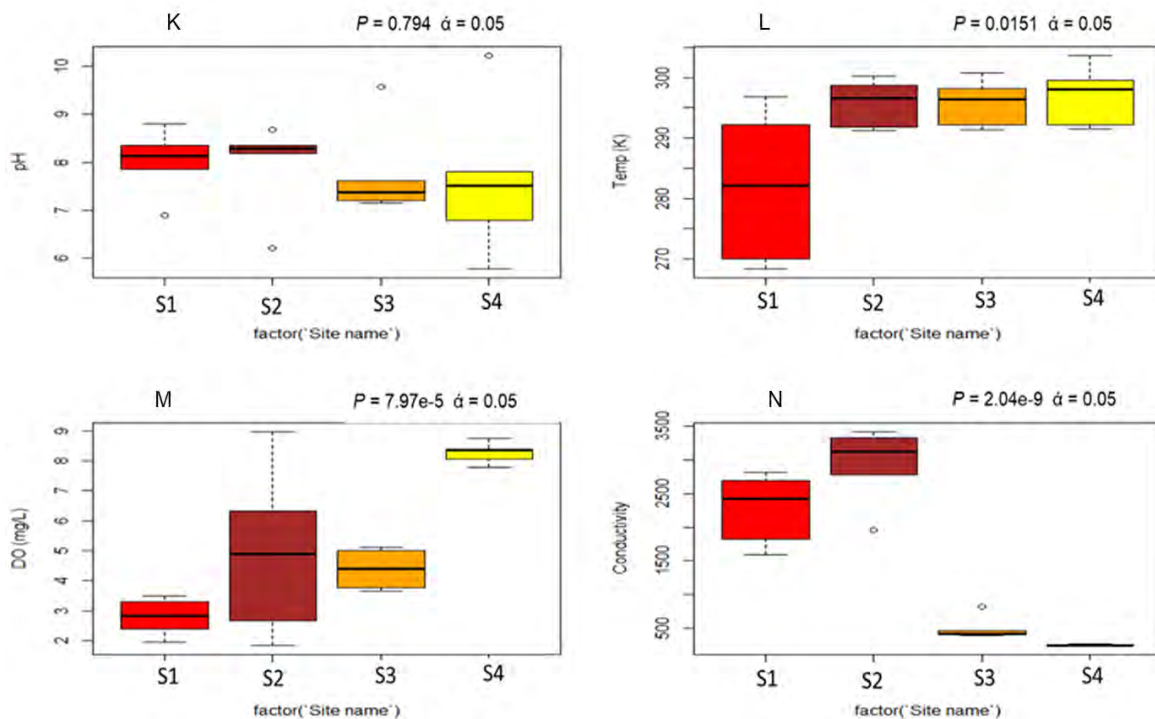 K P = 0.794 ά = 0.05
pH
10
9
8
7
6
S1 S2 S3 S4
factor(`Site name`)
L P = 0.0151 ά = 0.05
Temp (K)
300
290
280
270
S1 S2 S3 S4
factor(`Site name`)
M P = 7.97e-5 ά = 0.05
DO (mg/L)
9
8
7
6
5
4
3
2
S1 S2 S3 S4
factor(`Site name`)
N P = 2.04e-9 ά = 0.05
Conductivity
3500
2500
1500
500
S1 S2 S3 S4
factor(`Site name`)